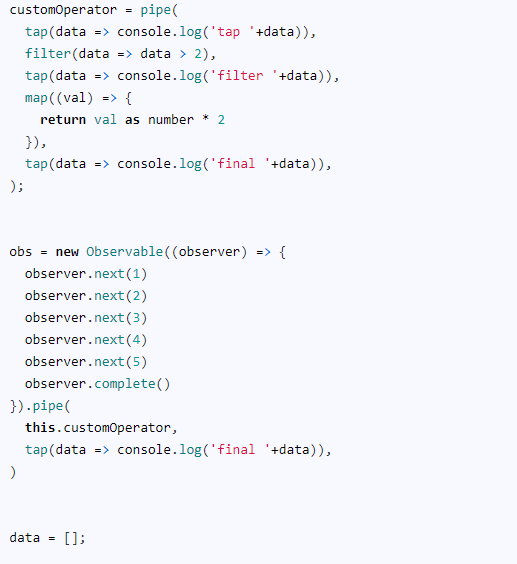 customOperator = pipe(
  tap(data => console.log('tap '+data)),
  filter(data => data > 2),
  tap(data => console.log('filter '+data)),
  map((val) => {
    return val as number * 2
  }),
  tap(data => console.log('final '+data)),
);
obs = new Observable((observer) => {
  observer.next(1)
  observer.next(2)
  observer.next(3)
  observer.next(4)
  observer.next(5)
  observer.complete()
}).pipe(
  this.customOperator,
  tap(data => console.log('final '+data)),
)
data = [];